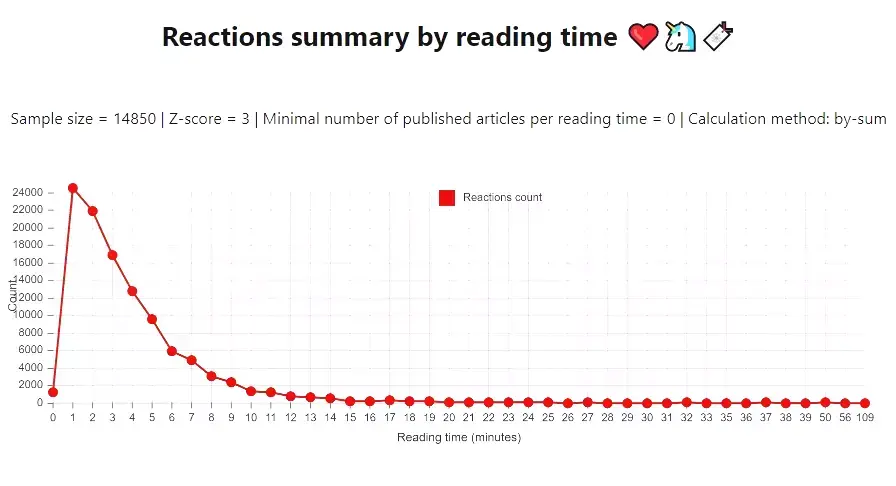 Reactions summary by reading time ❤️🦄🔖
Sample size = 14850 | Z-score = 3 | Minimal number of published articles per reading time = 0 | Calculation method: by-sum
Reactions count
24000
22000
20000
18000
16000
14000
12000
10000
8000
6000
4000
2000
0
Count
0 1 2 3 4 5 6 7 8 9 10 11 12 13 14 15 16 17 18 19 20 21 22 23 24 25 26 27 28 29 30 31 32 33 35 36 37 38 39 50 56 109
Reading time (minutes)